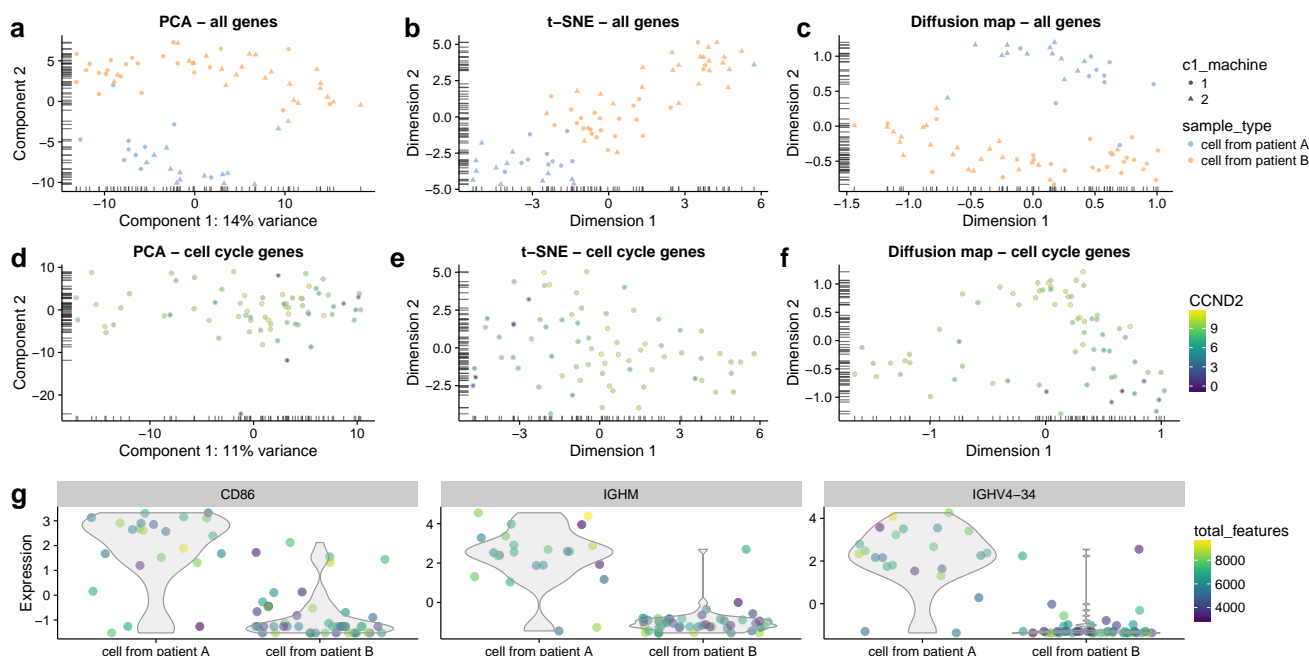 a
PCA − all genes
5
0
−5
−10
Component 2
−10
0
10
Component 1: 14% variance
b
t−SNE − all genes
5.0
2.5
0.0
−2.5
−5.0
Dimension 2
−3
0
3
6
Dimension 1
c
Diffusion map − all genes
1.0
0.5
0.0
−0.5
Dimension 2
−1.5
−1.0
−0.5
0.0
0.5
1.0
Dimension 1
c1_machine
1
2
sample_type
cell from patient A
cell from patient B
d
PCA − cell cycle genes
10
0
−10
−20
Component 2
−10
0
10
Component 1: 11% variance
e
t−SNE − cell cycle genes
5.0
2.5
0.0
−2.5
Dimension 2
−3
0
3
6
Dimension 1
f
Diffusion map − cell cycle genes
1.0
0.5
0.0
−0.5
−1.0
Dimension 2
−1
0
1
Dimension 1
CCND2
9
6
3
0
g
CD86
IGHM
IGHV4−34
Expression
3
2
1
0
−1
4
2
0
4
2
0
cell from patient A
cell from patient B
cell from patient A
cell from patient B
cell from patient A
cell from patient B
total_features
8000
6000
4000